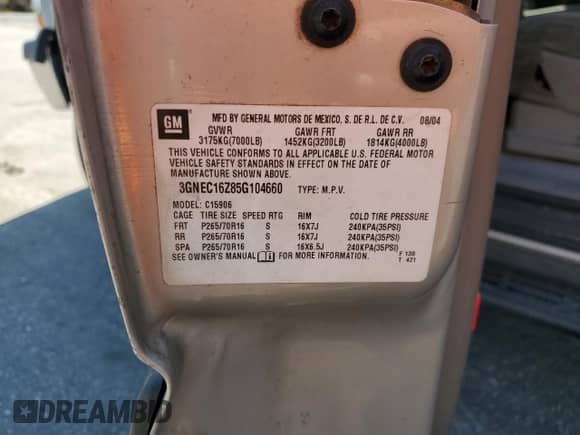 GM
MFD BY GENERAL MOTORS DE MEXICO, S. DE R.L. DE C.V. 08/04
GVWR GAWR FRT GAWR RR
3175KG(7000LB) 1452KG(3200LB) 1814KG(4000LB)
THIS VEHICLE CONFORMS TO ALL APPLICABLE U.S. FEDERAL MOTOR
VEHICLE SAFETY STANDARDS IN EFFECT ON THE DATE OF
MANUFACTURE SHOWN ABOVE.
3GNEC16Z85G104660 TYPE: M.P.V.
MODEL: C15906
CAGE TIRE SIZE SPEED RTG RIM COLD TIRE PRESSURE
FRT P265/70R16 S 16X7J 240KPA(35PSI)
RR P265/70R16 S 16X7J 240KPA(35PSI)
SPA P265/70R16 S 16X6.5J 240KPA(35PSI)
SEE OWNER'S MANUAL FOR MORE INFORMATION.
F 139
T 421
DREAMBID